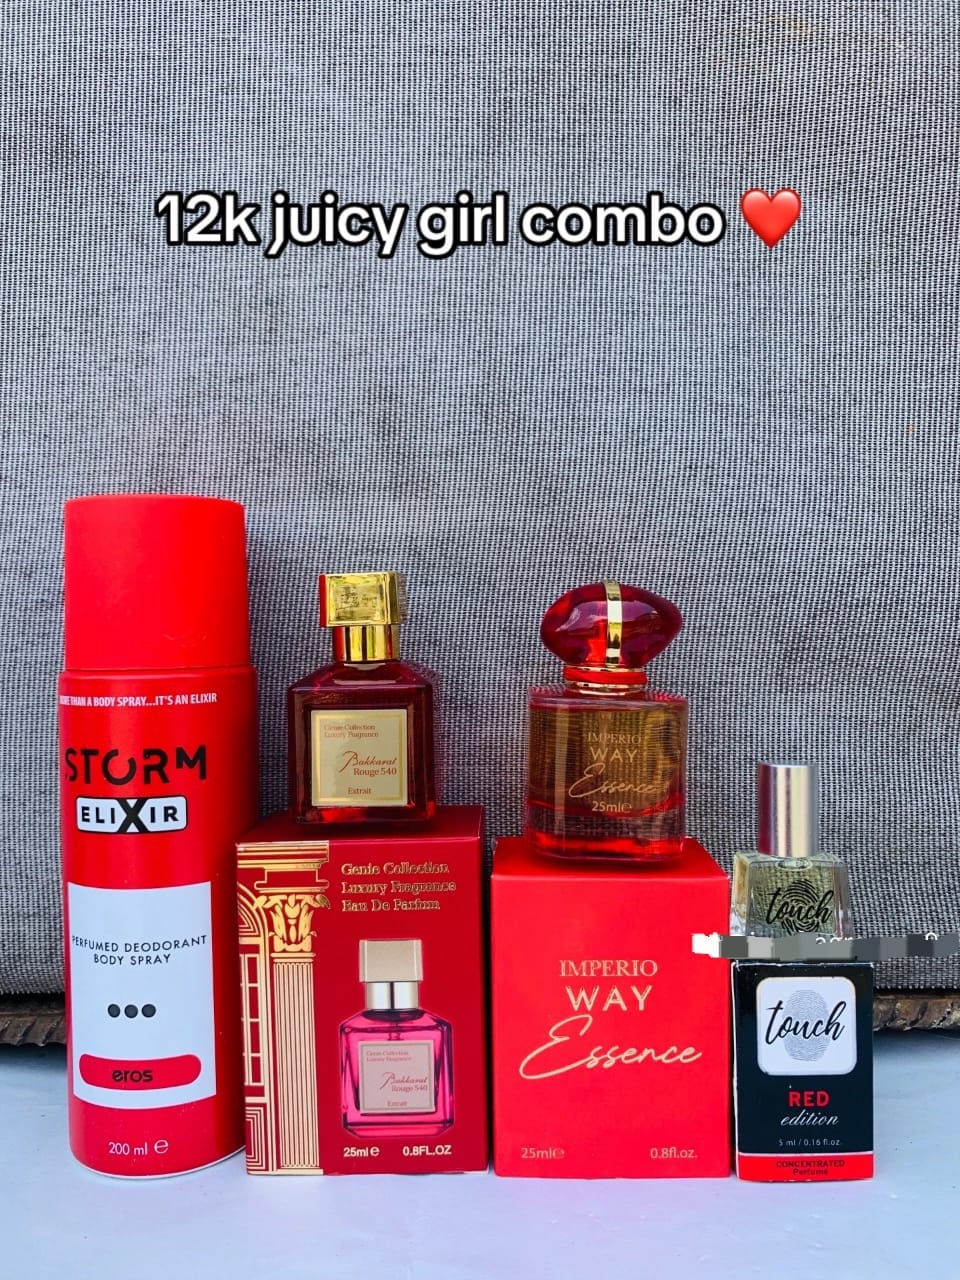 12k juicy girl combo ❤️
MORE THAN A BODY SPRAY...IT'S AN ELIXIR
STORM
ELIXIR
PERFUMED DEODORANT
BODY SPRAY
eros
200 ml ℮
Genie Collection
Luxury Fragrance
Bakkarat
Rouge 540
Extrait
Genie Collection
Luxury Fragrance
Eau De Parfum
Genie Collection
Luxury Fragrance
Bakkarat
Rouge 540
Extrait
25ml ℮ 0.8FL.OZ
IMPERIO
WAY
Essence
25ml℮
IMPERIO
WAY
Essence
25ml℮ 0.8fl.oz.
touch
touch
RED
edition
5 ml / 0.16 fl.oz.
CONCENTRATED
Perfume